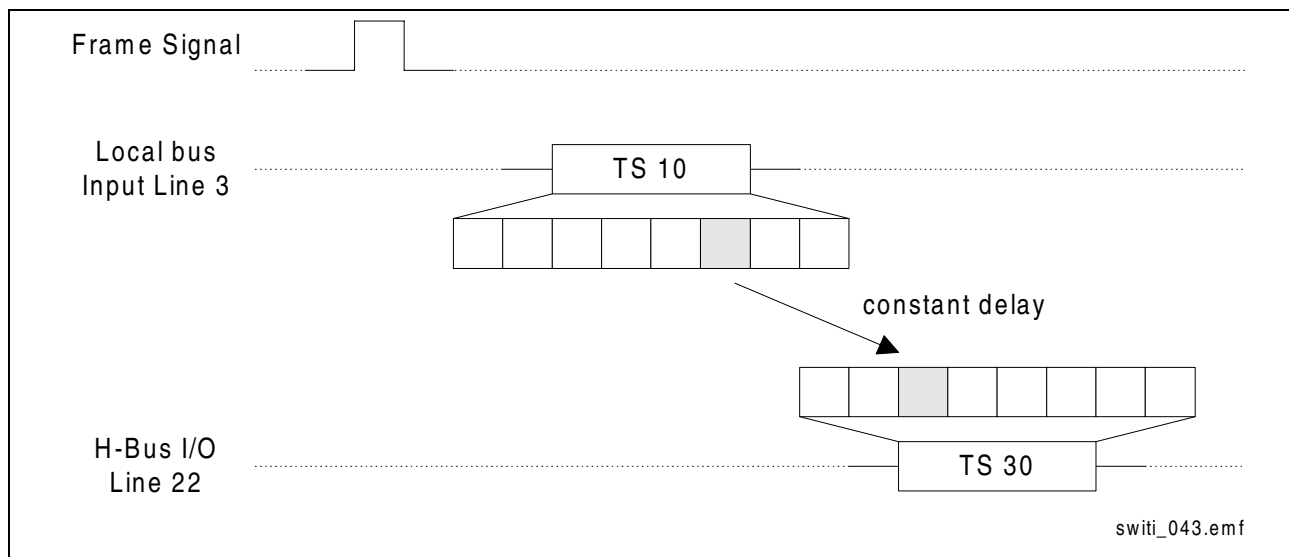 Frame Signal
Local bus
Input Line 3
TS 10
constant delay
H-Bus I/O
Line 22
TS 30
switi_043.emf